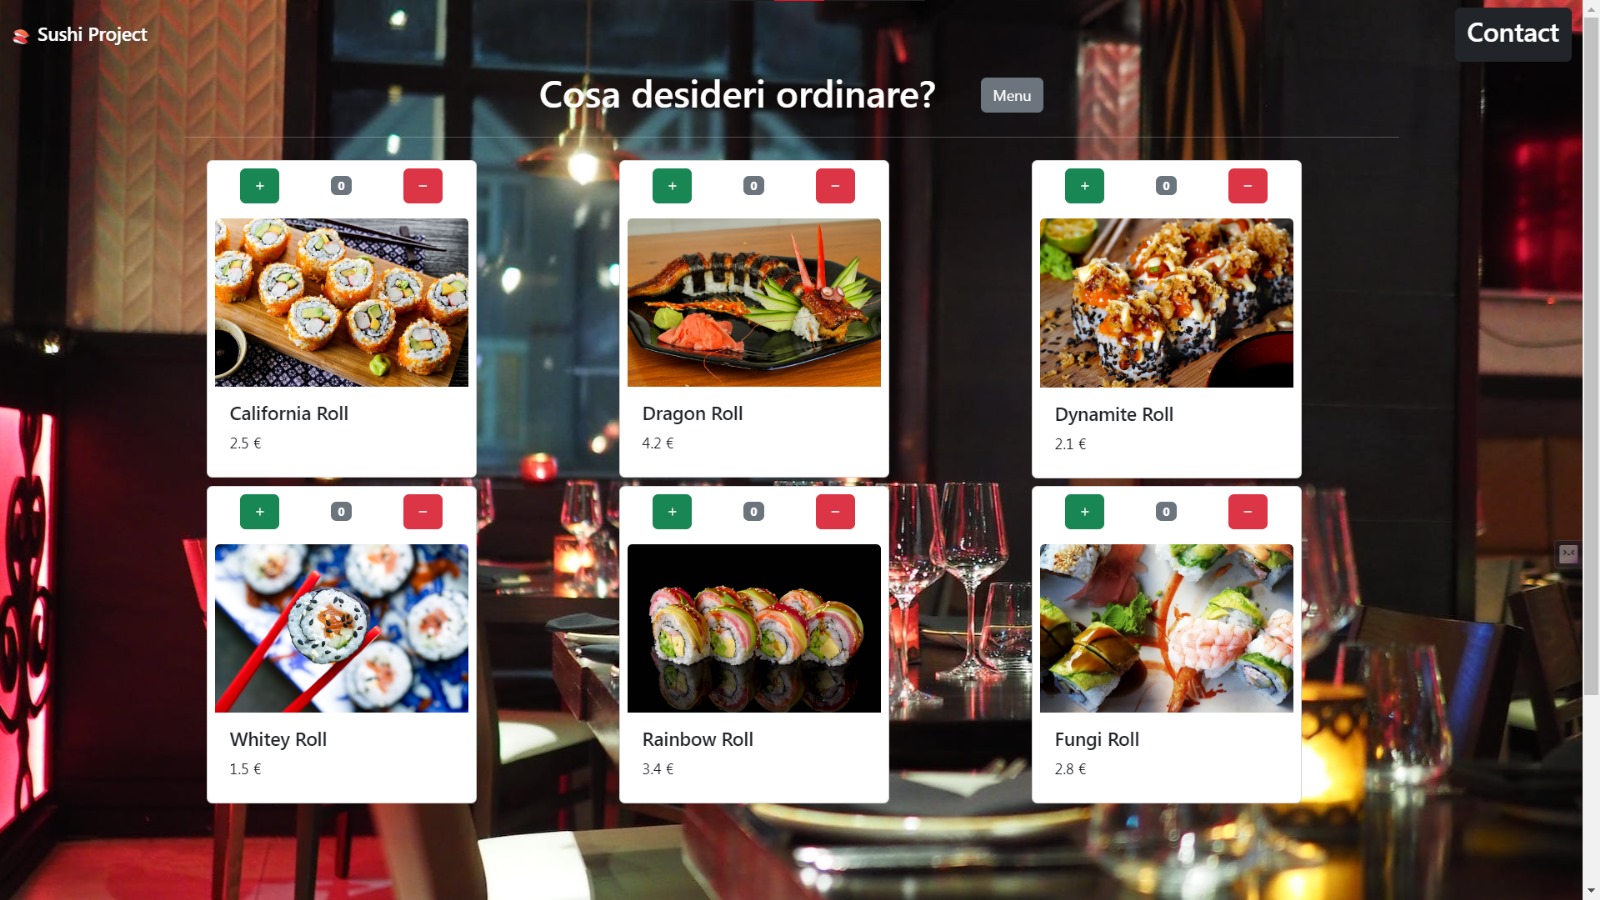 Sushi Project
Contact
Cosa desideri ordinare?
Menu
+ 0 −
+ 0 −
+ 0 −
California Roll
2.5 €
Dragon Roll
4.2 €
Dynamite Roll
2.1 €
+ 0 −
+ 0 −
+ 0 −
Whitey Roll
1.5 €
Rainbow Roll
3.4 €
Fungi Roll
2.8 €